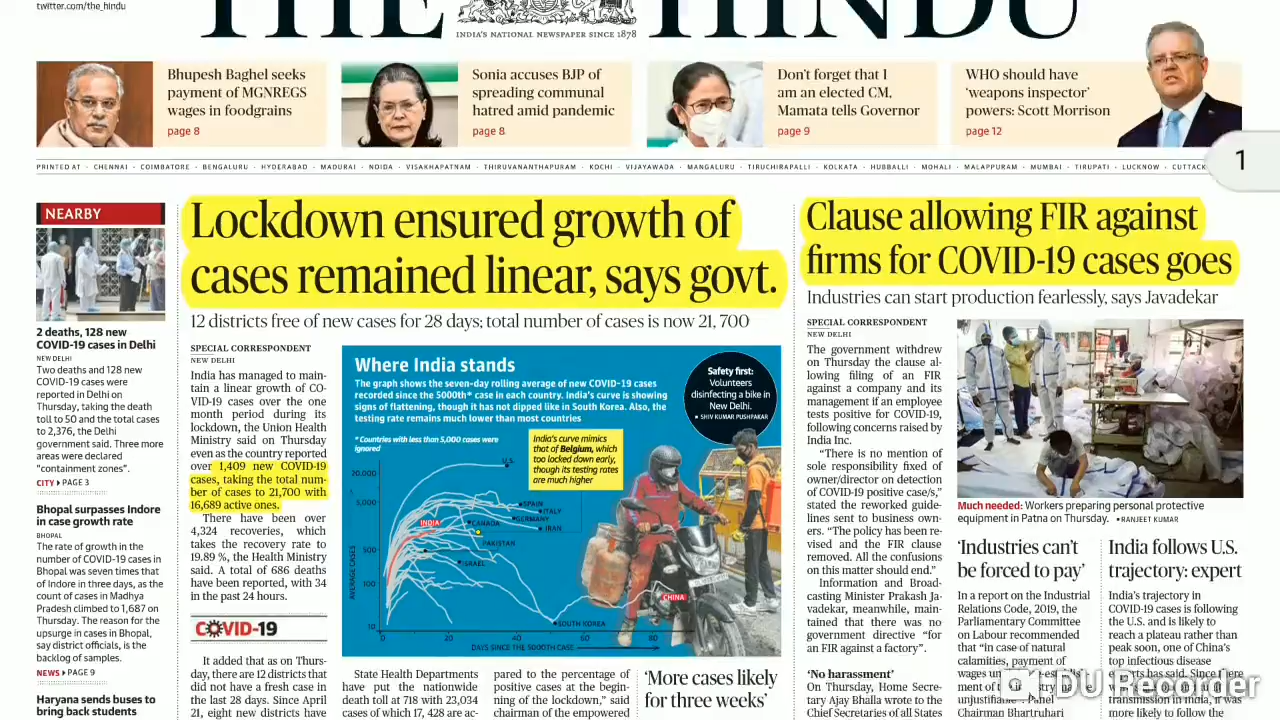 twitter.com/the_hindu
THE HINDU
INDIA'S NATIONAL NEWSPAPER SINCE 1878
Bhupesh Baghel seeks
payment of MGNREGS
wages in foodgrains
page 8
Sonia accuses BJP of
spreading communal
hatred amid pandemic
page 8
Don't forget that I
am an elected CM,
Mamata tells Governor
page 9
WHO should have
'weapons inspector'
powers: Scott Morrison
page 12
PRINTED AT • CHENNAI • COIMBATORE • BENGALURU • HYDERABAD • MADURAI • NOIDA • VISAKHAPATNAM • THIRUVANANTHAPURAM • KOCHI • VIJAYAWADA • MANGALURU • TIRUCHIRAPALLI • KOLKATA • HUBBALLI • MOHALI • MALAPPURAM • MUMBAI • TIRUPATI • LUCKNOW • CUTTACK
1
NEARBY
2 deaths, 128 new
COVID-19 cases in Delhi
NEW DELHI
Two deaths and 128 new
COVID-19 cases were
reported in Delhi on
Thursday, taking the death
toll to 50 and the total cases
to 2,376, the Delhi
government said. Three more
areas were declared
"containment zones".
CITY ▶ PAGE 3
Bhopal surpasses Indore
in case growth rate
BHOPAL
The rate of growth in the
number of COVID-19 cases in
Bhopal was seven times that
of Indore in three days, as the
count of cases in Madhya
Pradesh climbed to 1,687 on
Thursday. The reason for the
upsurge in cases in Bhopal,
say district officials, is the
backlog of samples.
NEWS ▶ PAGE 9
Haryana sends buses to
bring back students
Lockdown ensured growth of
cases remained linear, says govt.
12 districts free of new cases for 28 days; total number of cases is now 21, 700
SPECIAL CORRESPONDENT
NEW DELHI
India has managed to main-
tain a linear growth of CO-
VID-19 cases over the one
month period during its
lockdown, the Union Health
Ministry said on Thursday
even as the country reported
over 1,409 new COVID-19
cases, taking the total num-
ber of cases to 21,700 with
16,689 active ones.
There have been over
4,324 recoveries, which
takes the recovery rate to
19.89 %, the Health Ministry
said. A total of 686 deaths
have been reported, with 34
in the past 24 hours.
COVID-19
It added that as on Thurs-
day, there are 12 districts that
did not have a fresh case in
the last 28 days. Since April
21, eight new districts have
Where India stands
The graph shows the seven-day rolling average of new COVID-19 cases
recorded since the 5000th* case in each country. India's curve is showing
signs of flattening, though it has not dipped like in South Korea. Also, the
testing rate remains much lower than most countries
* Countries with less than 5,000 cases were
ignored
India's curve mimics
that of Belgium, which
too locked down early,
though its testing rates
are much higher
Safety first:
Volunteers
disinfecting a bike in
New Delhi.
• SHIV KUMAR PUSHPAKAR
AVERAGE CASES
20,000
5,000
500
100
10
U.S.
SPAIN
ITALY
GERMANY
IRAN
INDIA
CANADA
PAKISTAN
ISRAEL
CHINA
SOUTH KOREA
0
20
40
60
80
DAYS SINCE THE 5000TH CASE
State Health Departments
have put the nationwide
death toll at 718 with 23,034
cases of which 17, 428 are ac-
pared to the percentage of
positive cases at the begin-
ning of the lockdown," said
chairman of the empowered
'More cases likely
for three weeks'
Clause allowing FIR against
firms for COVID-19 cases goes
Industries can start production fearlessly, says Javadekar
SPECIAL CORRESPONDENT
NEW DELHI
The government withdrew
on Thursday the clause al-
lowing filing of an FIR
against a company and its
management if an employee
tests positive for COVID-19,
following concerns raised by
India Inc.
"There is no mention of
sole responsibility fixed of
owner/director on detection
of COVID-19 positive case/s,"
stated the reworked guide-
lines sent to business own-
ers. "The policy has been re-
vised and the FIR clause
removed. All the confusions
on this matter should end."
Information and Broad-
casting Minister Prakash Ja-
vadekar, meanwhile, main-
tained that there was no
government directive "for
an FIR against a factory".
'No harassment'
On Thursday, Home Secre-
tary Ajay Bhalla wrote to the
Chief Secretaries of all States
Much needed: Workers preparing personal protective
equipment in Patna on Thursday. • RANJEET KUMAR
'Industries can't
be forced to pay'
In a report on the Industrial
Relations Code, 2019, the
Parliamentary Committee
on Labour recommended
that "in case of natural
calamities, payment of
wages
ment of
unjustifiable". Panel
Chairman Bhartruhari
India follows U.S.
trajectory: expert
India's trajectory in
COVID-19 cases is following
the U.S. and is likely to
reach a plateau rather than
peak soon, one of China's
top infectious disease
experts has said. Since
transmission in India, it
was more likely to follow the
DU Recorder